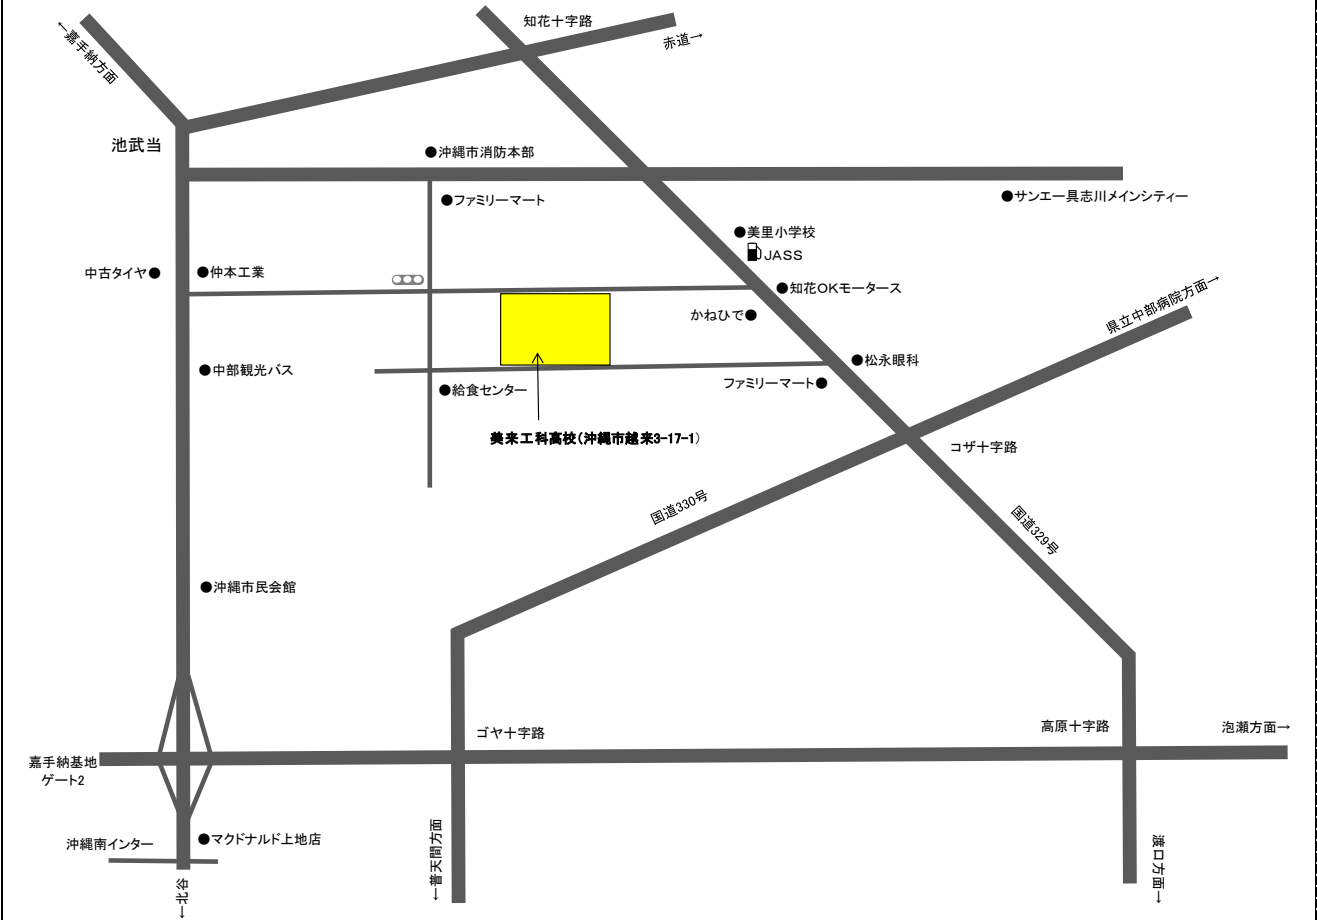 知花十字路
←嘉手納方面
赤道→
池武当
●沖縄市消防本部
●ファミリーマート
●サンエー具志川メインシティー
●美里小学校
JASS
中古タイヤ●
●仲本工業
●知花OKモータース
県立中部病院方面→
かねひで●
●中部観光バス
●松永眼科
ファミリーマート●
●給食センター
美来工科高校(沖縄市越来3-17-1)
コザ十字路
国道330号
国道329号
●沖縄市民会館
ゴヤ十字路
高原十字路
泡瀬方面→
嘉手納基地
ゲート2
沖縄南インター
●マクドナルド上地店
←北谷
←普天間方面
渡口方面→